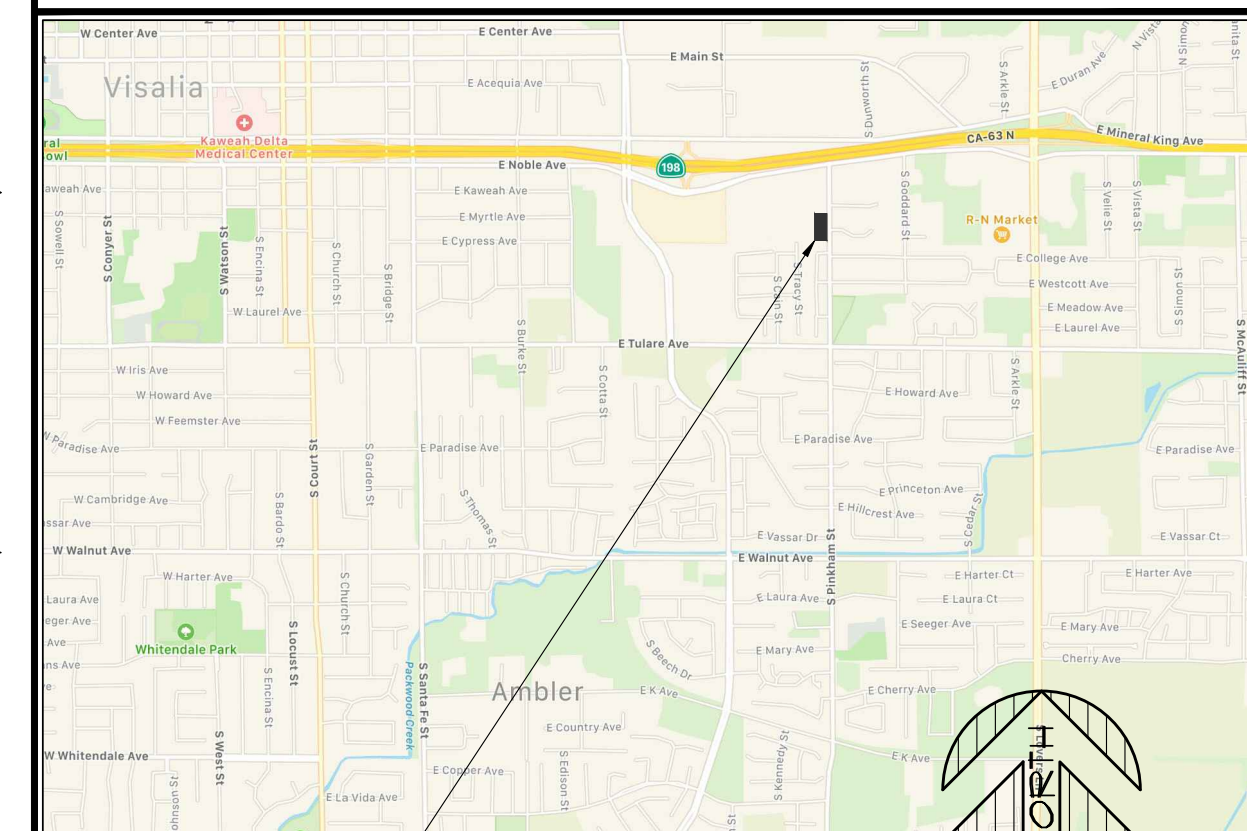 W Center Ave
E Center Ave
E Main St
N Vista
N Simon
E Duran Ave
S Arkle St
S Dunworth St
Visalia
E Acequia Ave
Kaweah Delta
Medical Center
CA-63 N
E Mineral King Ave
198
E Noble Ave
E Kaweah Ave
E Myrtle Ave
E Cypress Ave
S Sowell St
S Conyer St
S Watson St
S Encina St
S Church St
S Bridge St
S Goddard St
R-N Market
S Velie St
S Vista St
E College Ave
E Westcott Ave
E Meadow Ave
E Laurel Ave
S Simon St
S McAuliff St
S Cain St
S Tracy St
W Laurel Ave
E Tulare Ave
S Burke St
S Cotta St
W Iris Ave
W Howard Ave
W Feemster Ave
W Paradise Ave
S Court St
S Garden St
E Paradise Ave
E Howard Ave
S Arkle St
E Paradise Ave
E Paradise Ave
W Cambridge Ave
S Bardo St
S Thomas St
E Princeton Ave
E Hillcrest Ave
S Cedar St
E Vassar Dr
E Vassar Ct
W Walnut Ave
E Walnut Ave
S Pinkham St
W Harter Ave
S Church St
E Harter Ct
E Harter Ave
Laura Ave
E Laura Ave
E Laura Ct
E Seeger Ave
E Mary Ave
Whitendale Park
S Locust St
S Encina St
S Beech Dr
E Mary Ave
Cherry Ave
Packwood Creek
S Santa Fe St
Ambler
E K Ave
E Cherry Ave
E Country Ave
E K Ave
W Whitendale Ave
S West St
E Copper Ave
S Edison St
S Kennedy St
E La Vida Ave